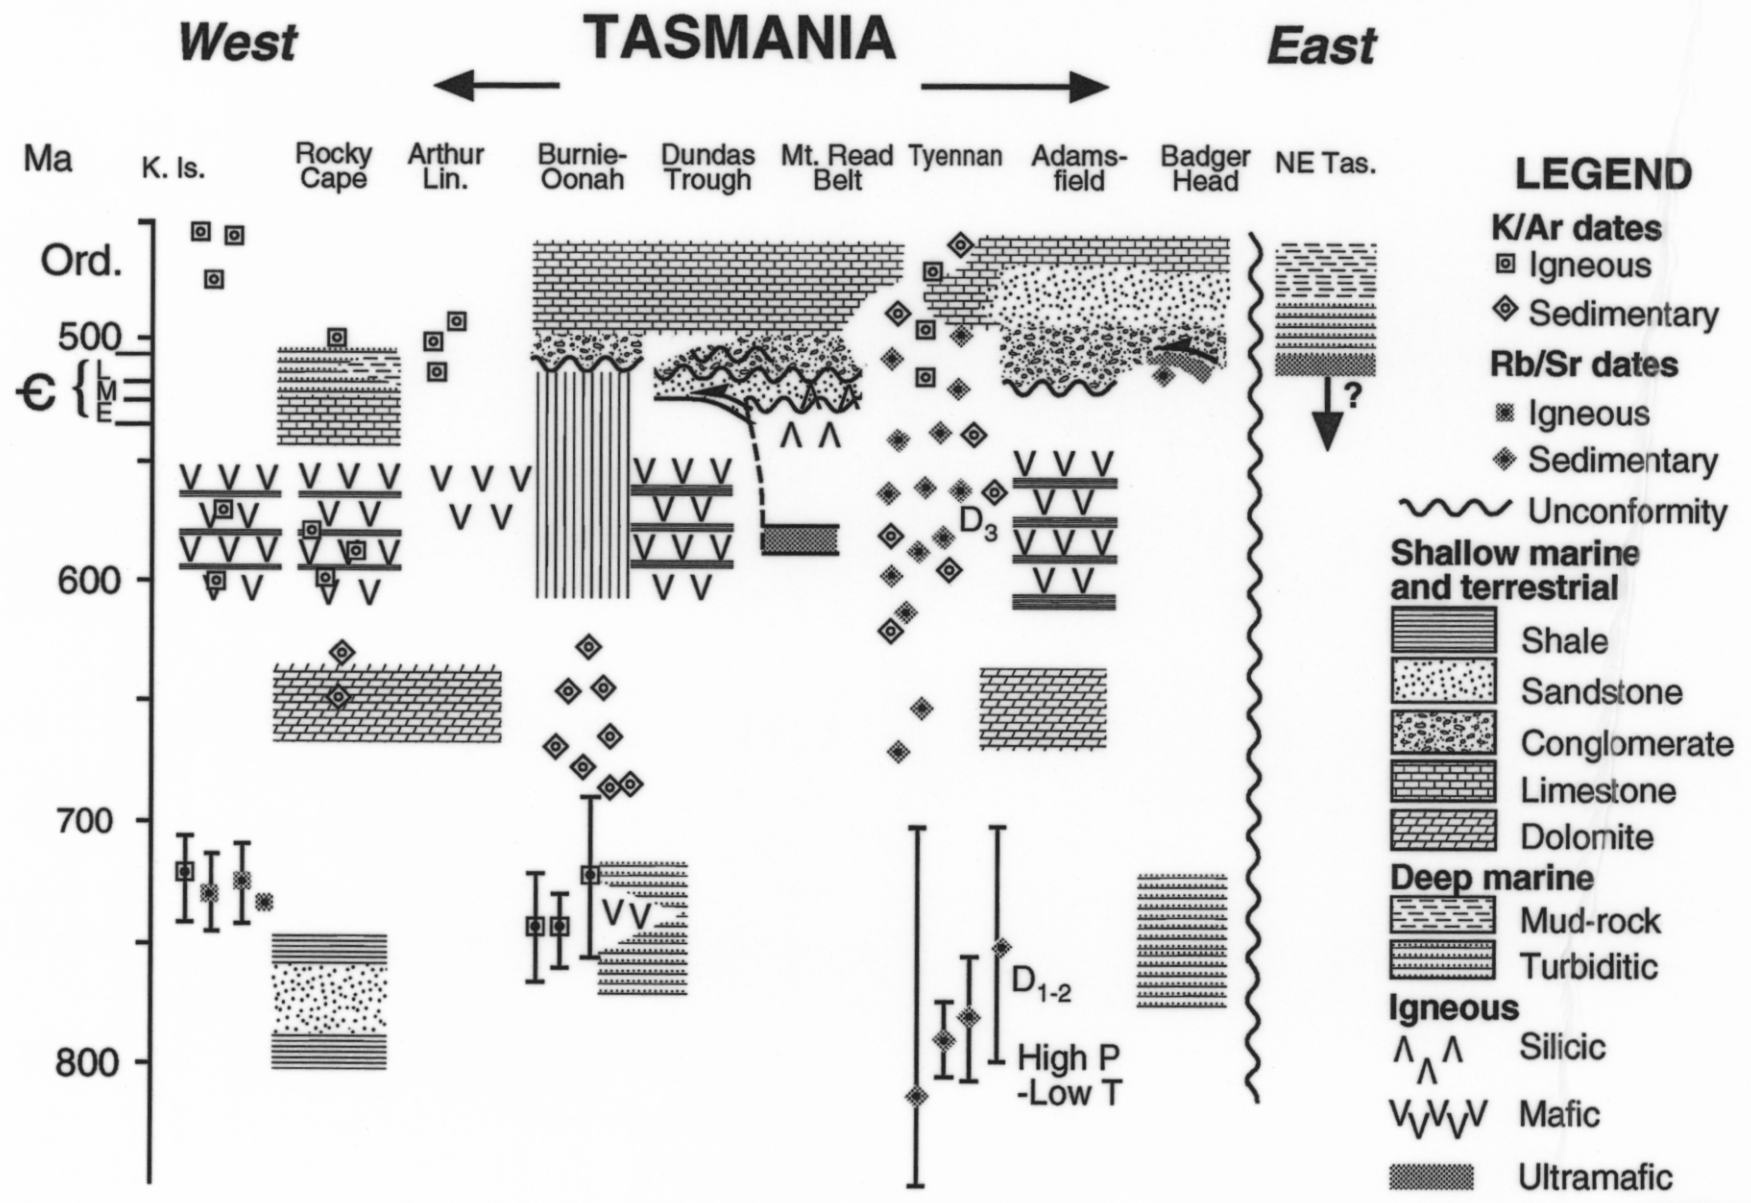 West
TASMANIA
East
Ma
K. Is.
Rocky
Cape
Arthur
Lin.
Burnie-
Oonah
Dundas
Trough
Mt. Read
Belt
Tyennan
Adams-
field
Badger
Head
NE Tas.
Ord.
500
Є
L
M
E
600
700
800
D3
D1-2
High P
-Low T
?
LEGEND
K/Ar dates
Igneous
Sedimentary
Rb/Sr dates
Igneous
Sedimentary
Unconformity
Shallow marine
and terrestrial
Shale
Sandstone
Conglomerate
Limestone
Dolomite
Deep marine
Mud-rock
Turbiditic
Igneous
Silicic
Mafic
Ultramafic